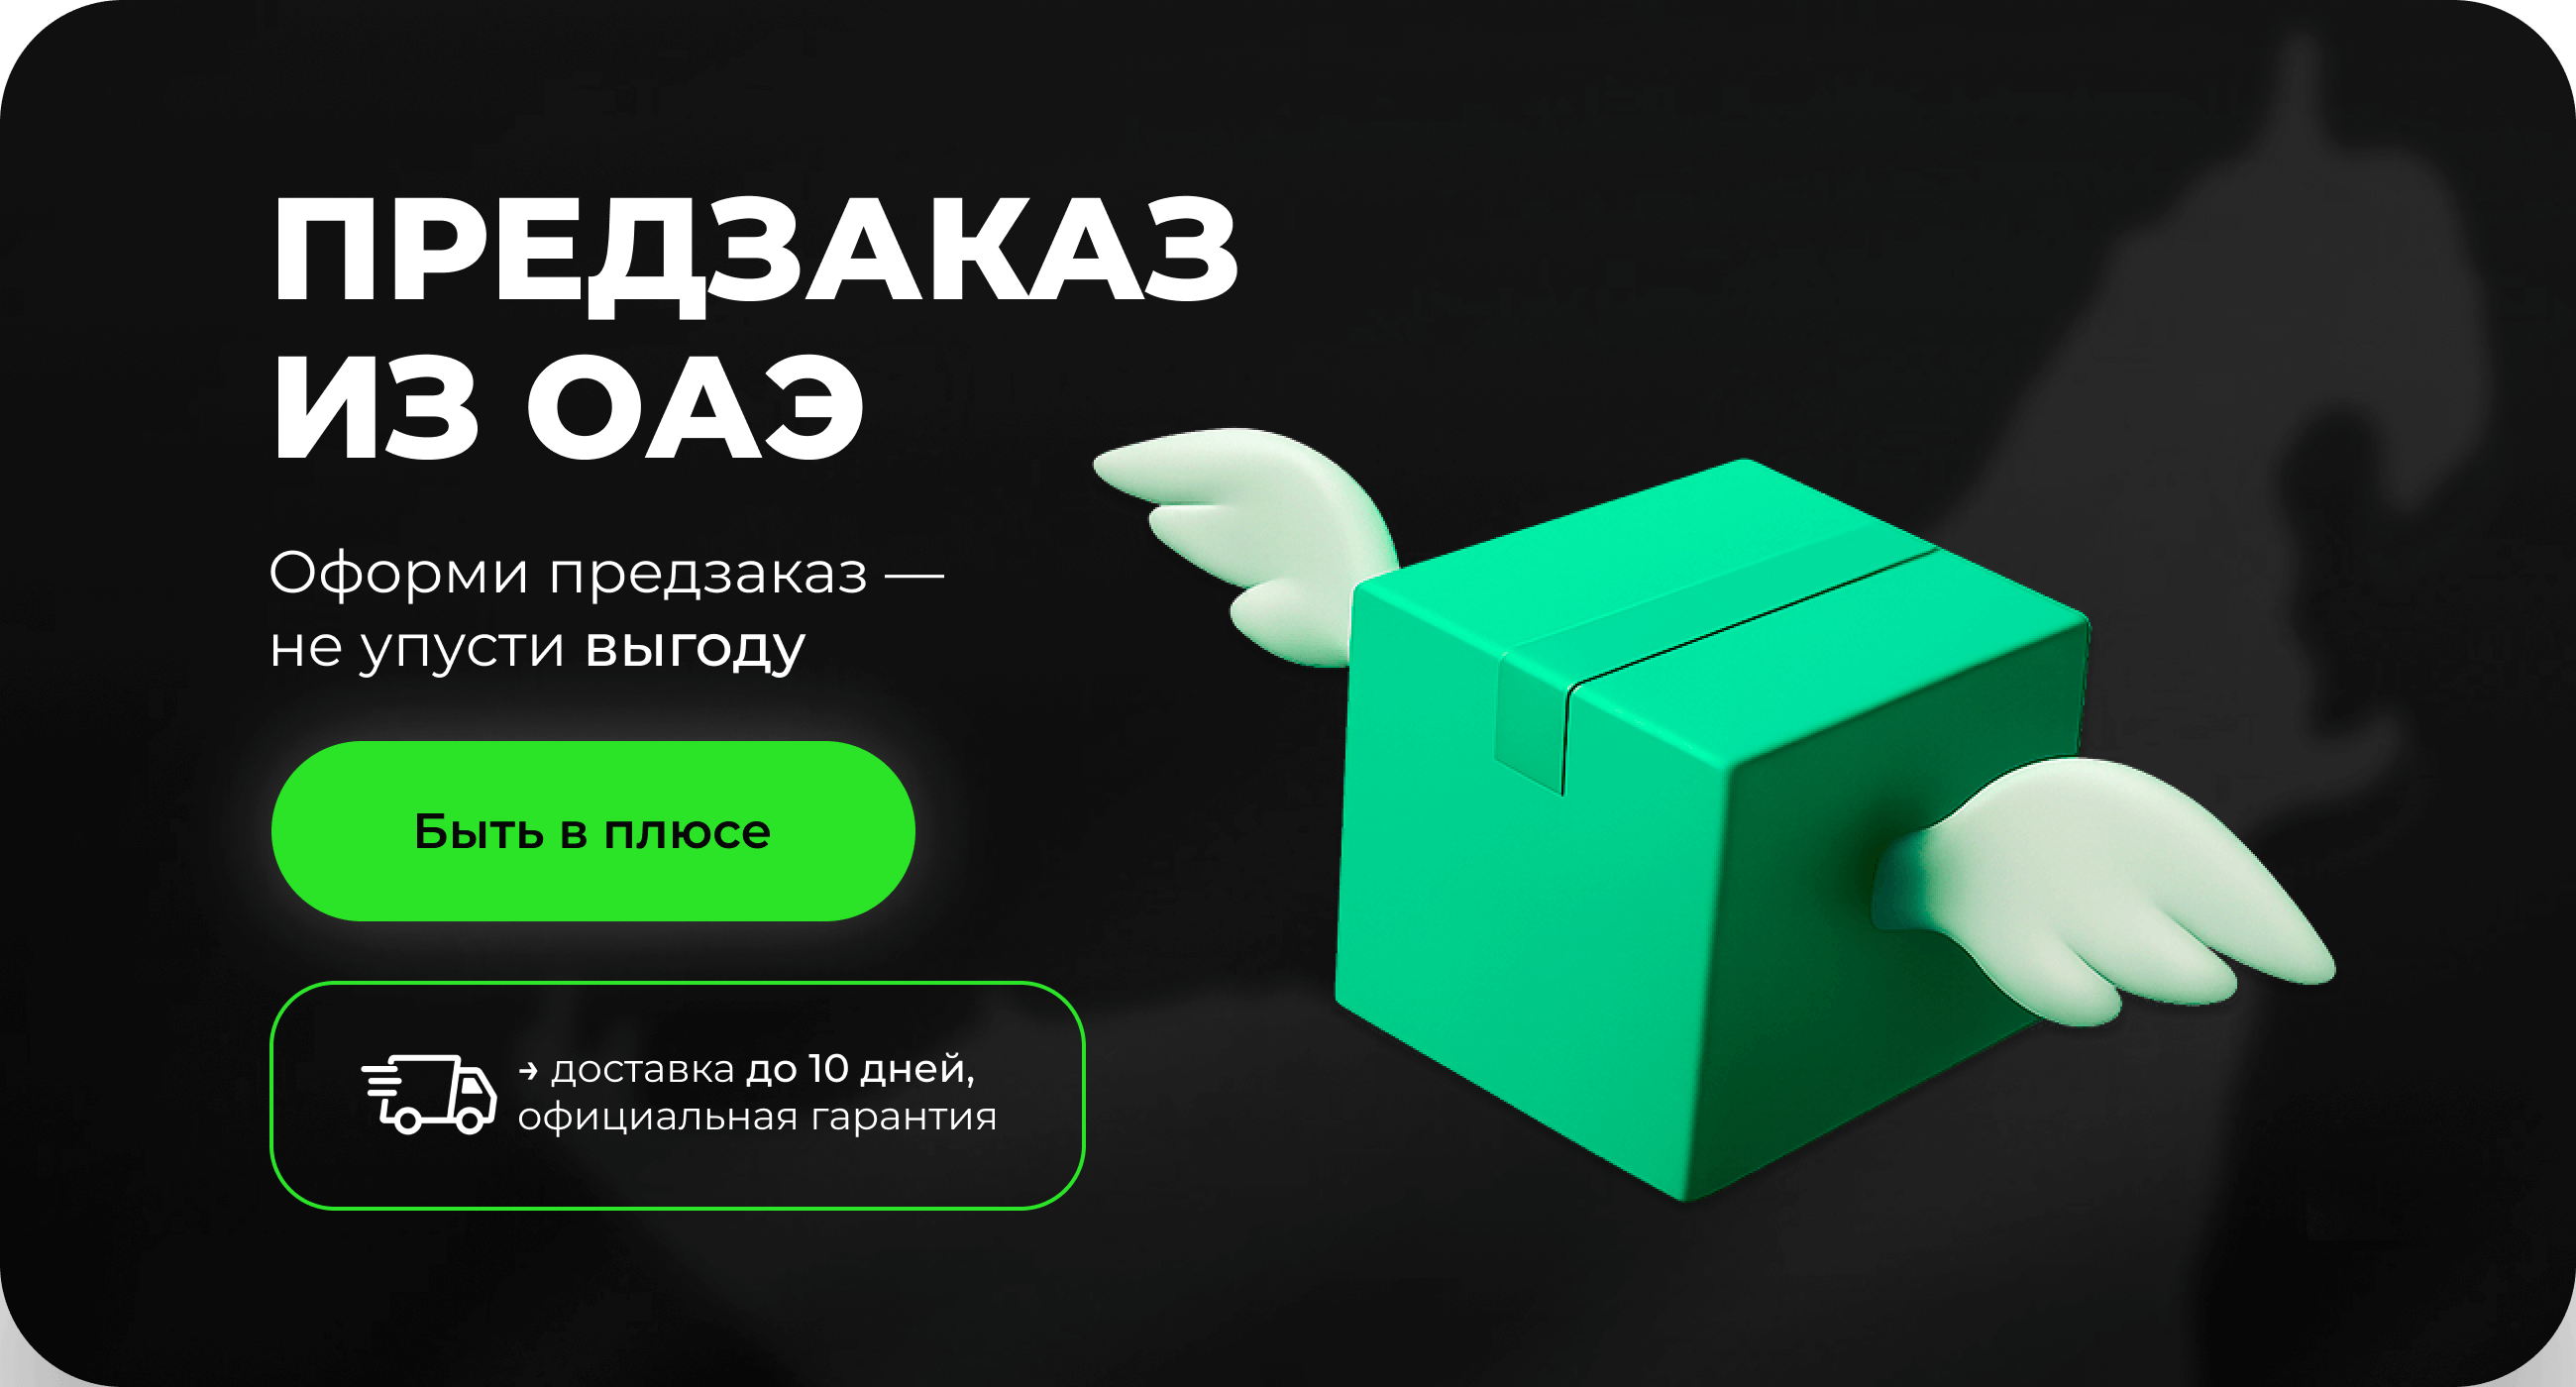 ПРЕДЗАКАЗ
ИЗ ОАЭ
Оформи предзаказ —
не упусти выгоду
Быть в плюсе
→ доставка до 10 дней,
официальная гарантия